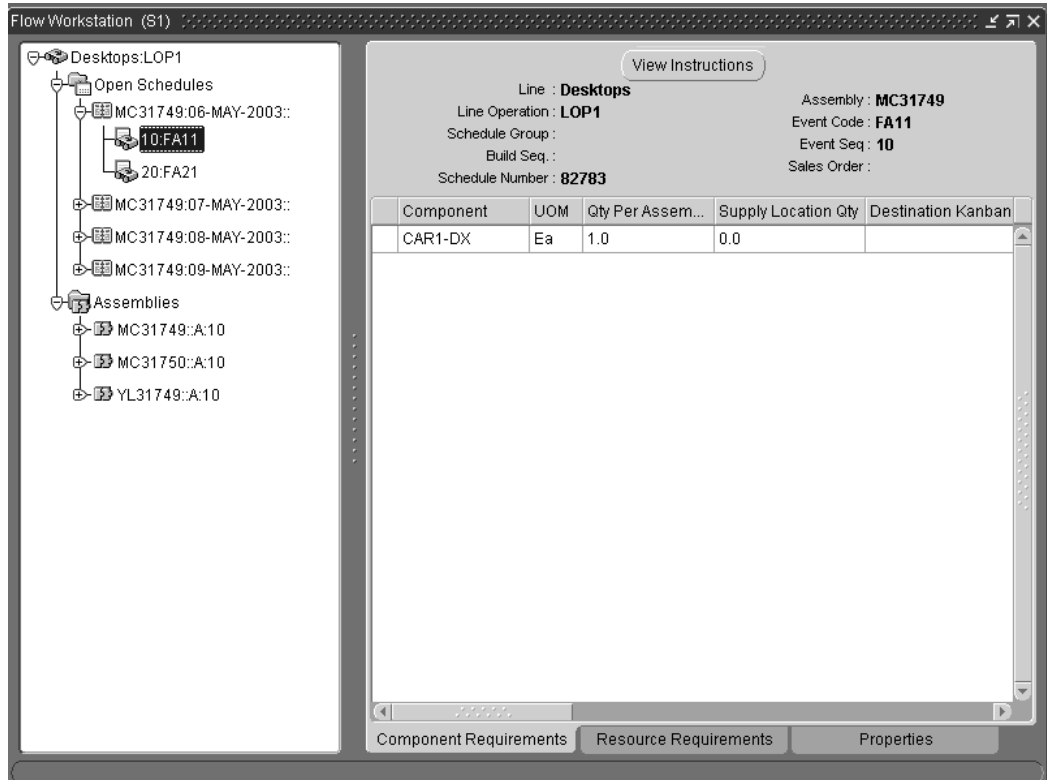 Flow Workstation (S1)
Desktops:LOP1
Open Schedules
MC31749:06-MAY-2003::
10:FA11
20:FA21
MC31749:07-MAY-2003::
MC31749:08-MAY-2003::
MC31749:09-MAY-2003::
Assemblies
MC31749::A:10
MC31750::A:10
YL31749::A:10
View Instructions
Line : Desktops
Line Operation : LOP1
Schedule Group :
Build Seq. :
Schedule Number : 82783
Assembly : MC31749
Event Code : FA11
Event Seq : 10
Sales Order :
Component UOM Qty Per Assem... Supply Location Qty Destination Kanban
CAR1-DX Ea 1.0 0.0
Component Requirements Resource Requirements Properties